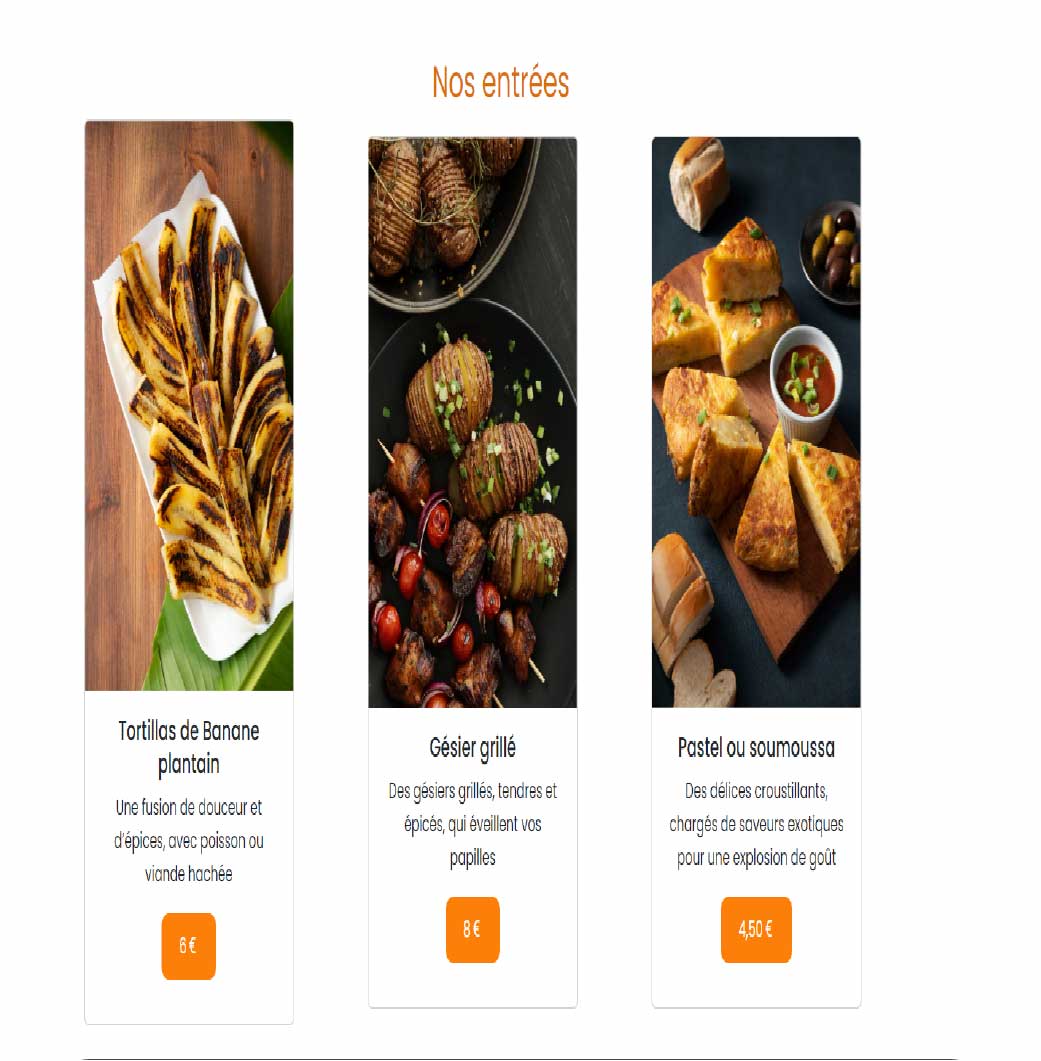 Nos entrées
Tortillas de Banane
plantain
Une fusion de douceur et
d'épices, avec poisson ou
viande hachée
6 €
Gésier grillé
Des gésiers grillés, tendres et
épicés, qui éveillent vos
papilles
8 €
Pastel ou soumoussa
Des délices croustillants,
chargés de saveurs exotiques
pour une explosion de goût
4,50 €